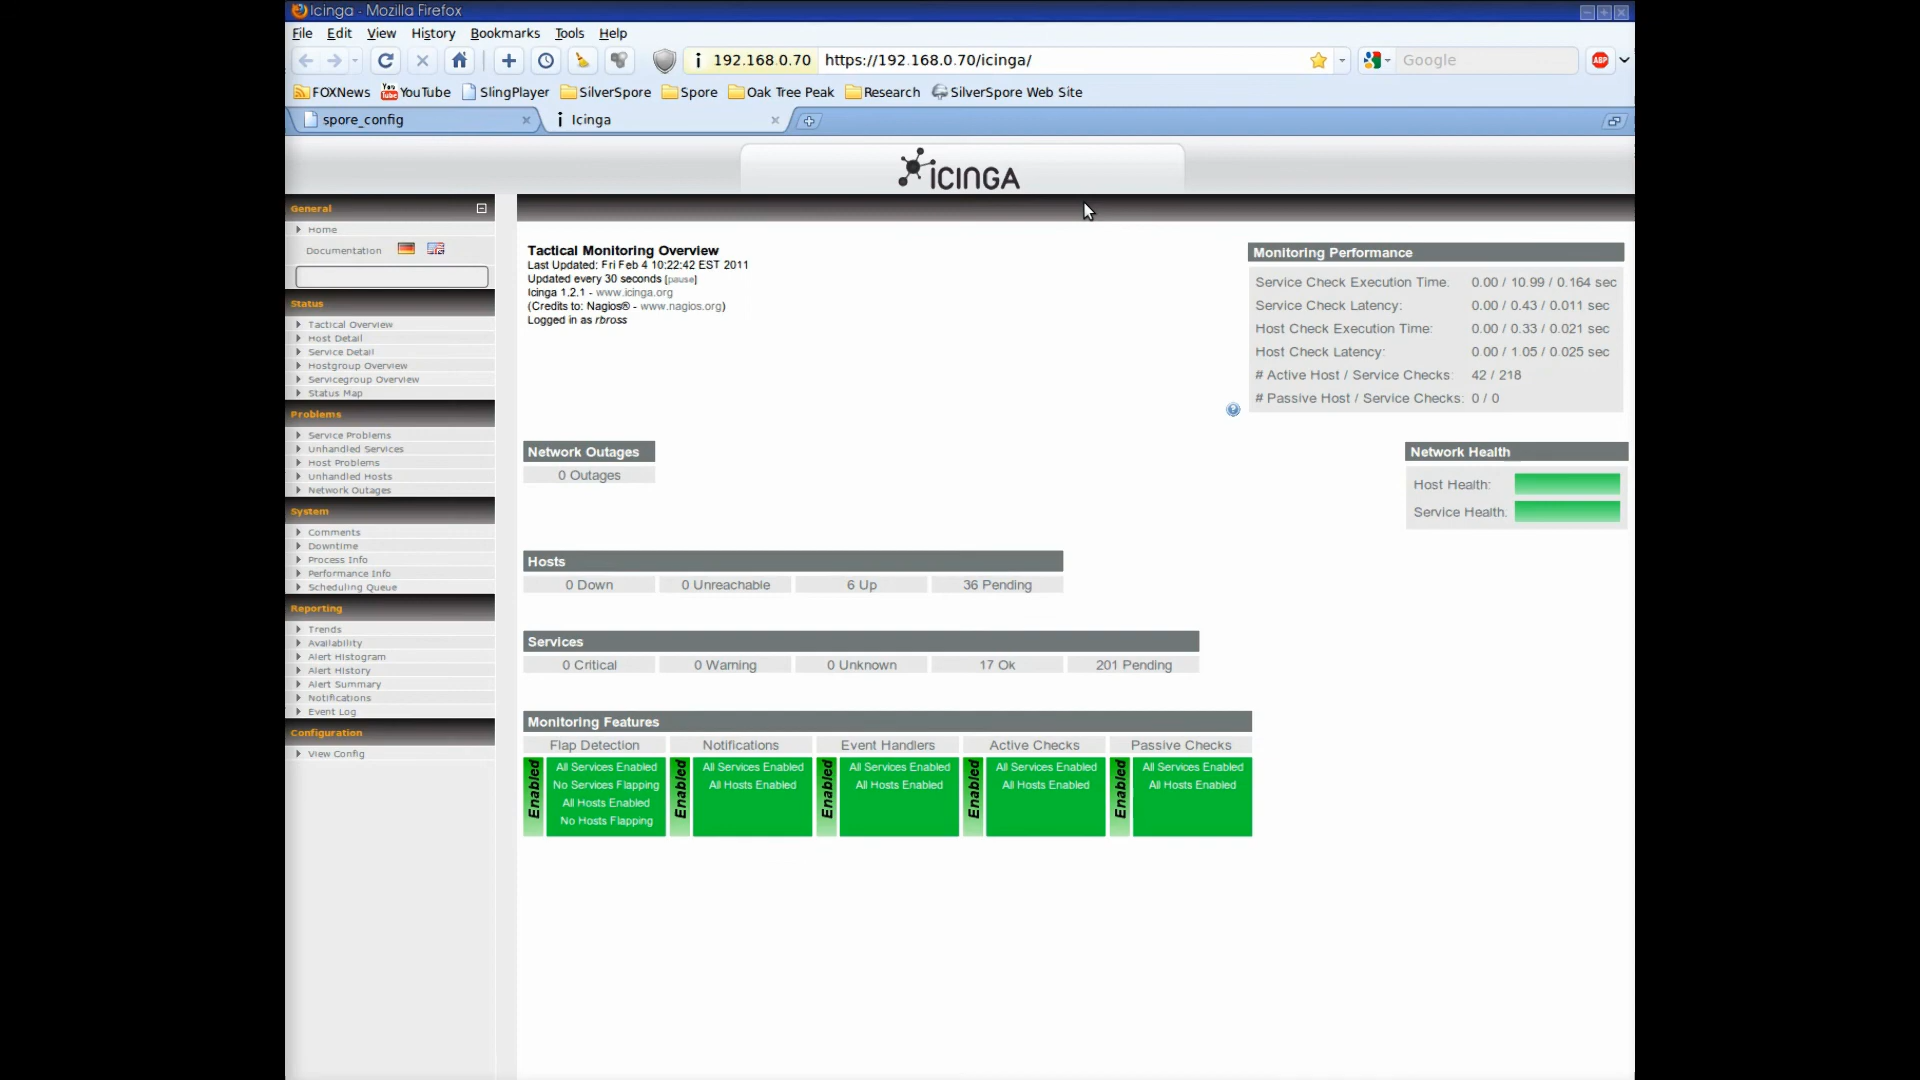 Icinga - Mozilla Firefox
File Edit View History Bookmarks Tools Help
192.168.0.70 https://192.168.0.70/icinga/ Google ABP
FOXNews YouTube SlingPlayer SilverSpore Spore Oak Tree Peak Research SilverSpore Web Site
spore_config Icinga
ICINGA
General
Home
Documentation
Status
Tactical Overview
Host Detail
Service Detail
Hostgroup Overview
Servicegroup Overview
Status Map
Problems
Service Problems
Unhandled Services
Host Problems
Unhandled Hosts
Network Outages
System
Comments
Downtime
Process Info
Performance Info
Scheduling Queue
Reporting
Trends
Availability
Alert Histogram
Alert History
Alert Summary
Notifications
Event Log
Configuration
View Config
Tactical Monitoring Overview
Last Updated: Fri Feb 4 10:22:42 EST 2011
Updated every 30 seconds [pause]
Icinga 1.2.1 - www.icinga.org
(Credits to: Nagios® - www.nagios.org)
Logged in as rbross
Monitoring Performance
Service Check Execution Time: 0.00 / 10.99 / 0.164 sec
Service Check Latency: 0.00 / 0.43 / 0.011 sec
Host Check Execution Time: 0.00 / 0.33 / 0.021 sec
Host Check Latency: 0.00 / 1.05 / 0.025 sec
# Active Host / Service Checks: 42 / 218
# Passive Host / Service Checks: 0 / 0
Network Outages
0 Outages
Network Health
Host Health:
Service Health:
Hosts
0 Down 0 Unreachable 6 Up 36 Pending
Services
0 Critical 0 Warning 0 Unknown 17 Ok 201 Pending
Monitoring Features
Flap Detection Notifications Event Handlers Active Checks Passive Checks
Enabled Enabled Enabled Enabled Enabled
All Services Enabled All Services Enabled All Services Enabled All Services Enabled All Services Enabled
No Services Flapping All Hosts Enabled All Hosts Enabled All Hosts Enabled All Hosts Enabled
All Hosts Enabled
No Hosts Flapping